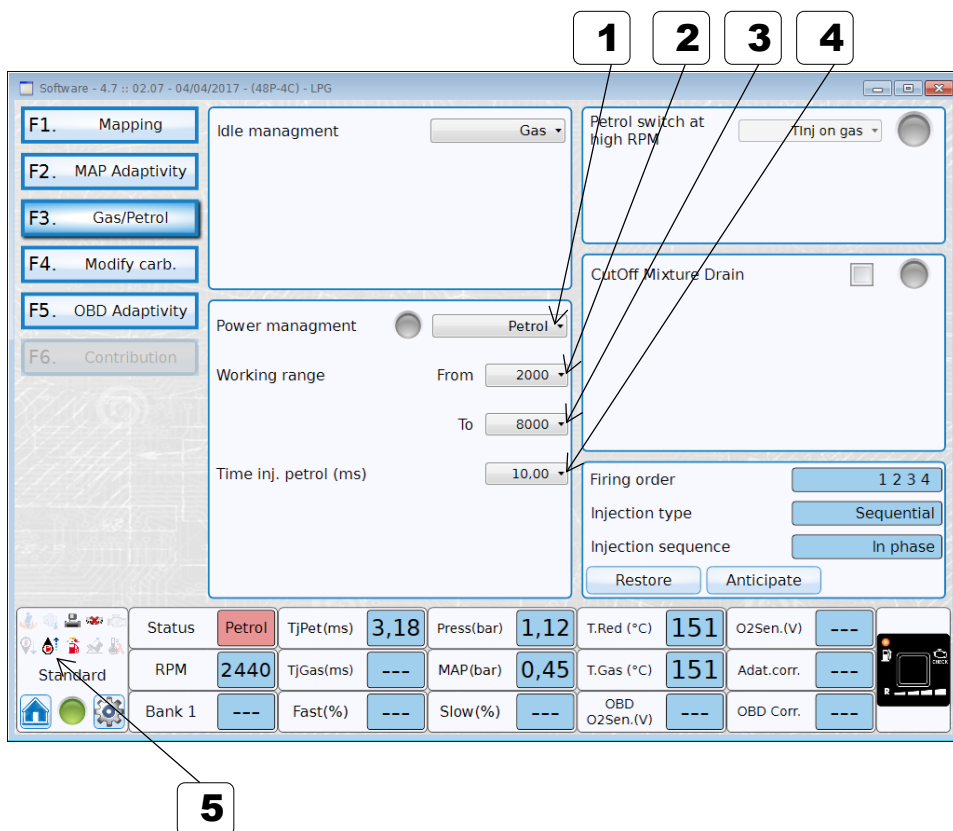 1 2 3 4
Software - 4.7 :: 02.07 - 04/04/2017 - (48P-4C) - LPG
F1. Mapping
F2. MAP Adaptivity
F3. Gas/Petrol
F4. Modify carb.
F5. OBD Adaptivity
F6. Contribution
Idle managment Gas
Power managment Petrol
Working range From 2000
To 8000
Time inj. petrol (ms) 10,00
Petrol switch at
high RPM
TInj on gas
CutOff Mixture Drain
Firing order 1 2 3 4
Injection type Sequential
Injection sequence In phase
Restore Anticipate
Standard
Status Petrol TjPet(ms) 3,18 Press(bar) 1,12 T.Red (°C) 151 O2Sen.(V) ---
RPM 2440 TjGas(ms) --- MAP(bar) 0,45 T.Gas (°C) 151 Adat.corr. ---
Bank 1 --- Fast(%) --- Slow(%) --- OBD
O2Sen.(V) --- OBD Corr. ---
CHECK
R
5